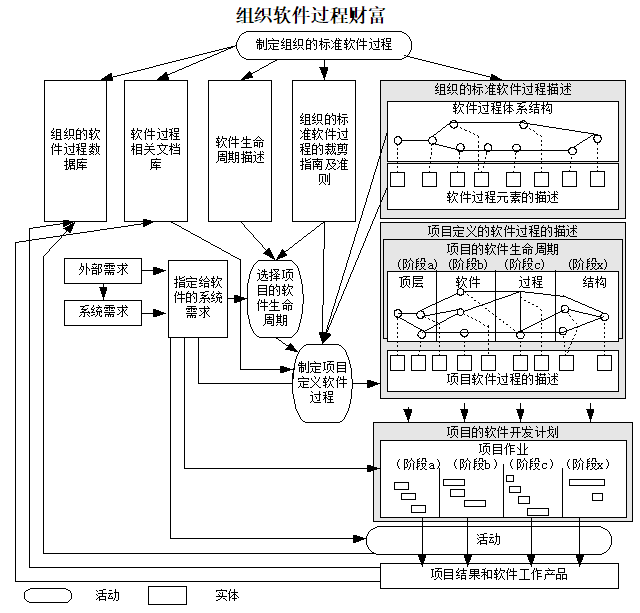 组织软件过程财富
制定组织的标准软件过程
组织的软
件过程数
据库
软件过程
相关文档
库
软件生命
周期描述
组织的标
准软件过
程的裁剪
指南及准
则
组织的标准软件过程描述
软件过程体系结构
软件过程元素的描述
项目定义的软件过程的描述
项目的软件生命周期
(阶段a) (阶段b) (阶段c) (阶段x)
顶层 软件 过程 结构
项目软件过程的描述
外部需求
系统需求
指定给软
件的系统
需求
选择项
目的软
件生命
周期
制定项目
定义软件
过程
项目的软件开发计划
项目作业
(阶段a) (阶段b) (阶段c) (阶段x)
活动
项目结果和软件工作产品
活动 实体